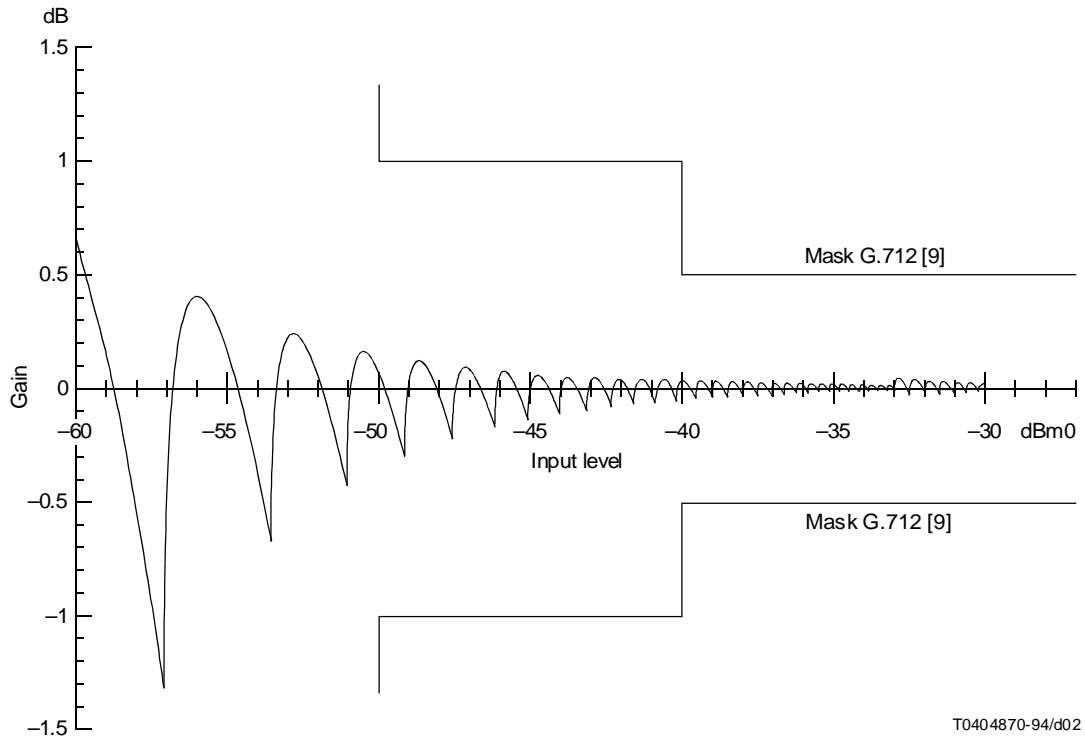 dB
1.5
1
Mask G.712 [9]
0.5
0
Gain
–60
–55
–50
–45
–40
–35
–30
dBm0
Input level
–0.5
Mask G.712 [9]
–1
–1.5
T0404870-94/d02